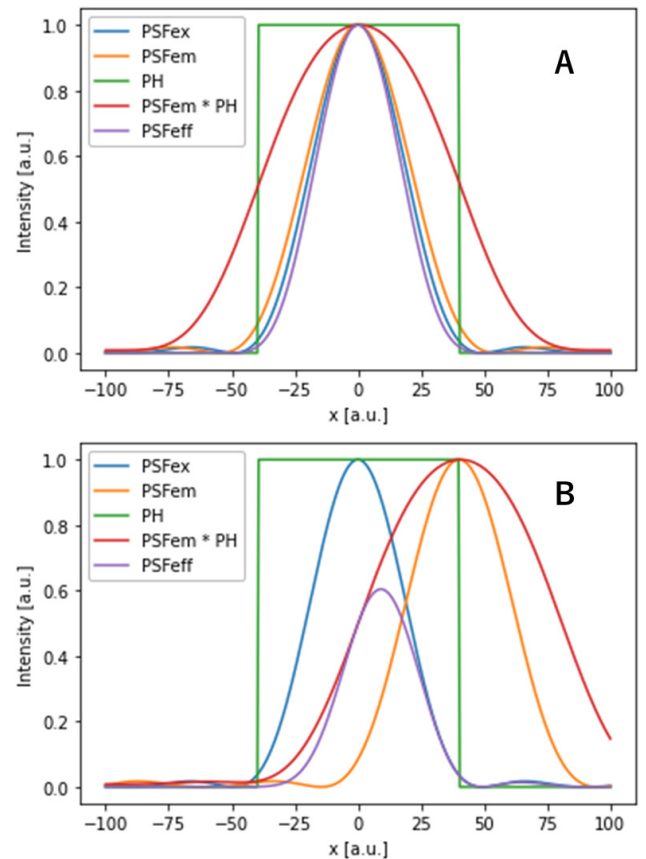 A
PSFex
PSFem
PH
PSFem * PH
PSFeff
Intensity [a.u.]
1.0
0.8
0.6
0.4
0.2
0.0
−100 −75 −50 −25 0 25 50 75 100
x [a.u.]
B
PSFex
PSFem
PH
PSFem * PH
PSFeff
Intensity [a.u.]
1.0
0.8
0.6
0.4
0.2
0.0
−100 −75 −50 −25 0 25 50 75 100
x [a.u.]